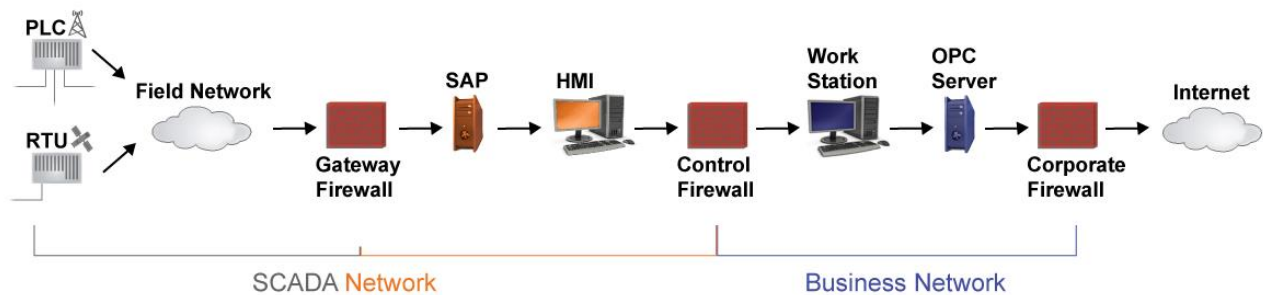 PLC
RTU
Field Network
Gateway
Firewall
SAP
HMI
Control
Firewall
Work
Station
OPC
Server
Corporate
Firewall
Internet
SCADA Network
Business Network